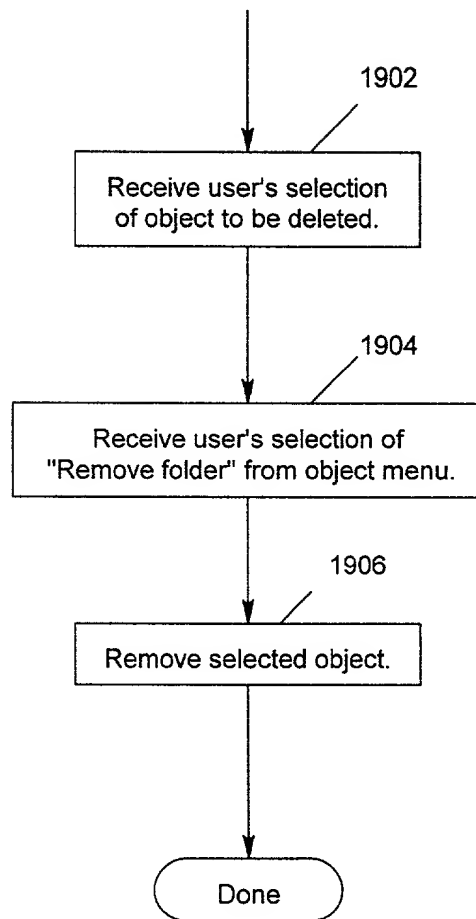 1902
Receive user's selection
of object to be deleted.
1904
Receive user's selection of
"Remove folder" from object menu.
1906
Remove selected object.
Done